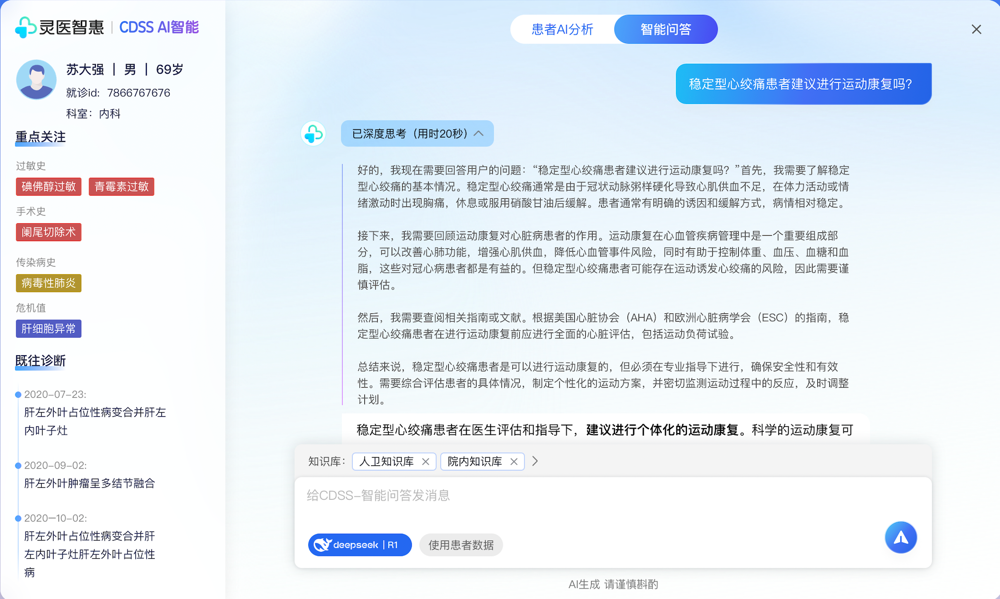 灵医智惠 | CDSS AI智能
苏大强 | 男 | 69岁
就诊id: 7866767676
科室：内科
重点关注
过敏史
碘佛醇过敏 青霉素过敏
手术史
阑尾切除术
传染病史
病毒性肺炎
危机值
肝细胞异常
既往诊断
2020-07-23:
肝左外叶占位性病变合并肝左
内叶子灶
2020-09-02:
肝左外叶肿瘤呈多结节融合
2020-10-02:
肝左外叶占位性病变合并肝
左内叶子灶肝左外叶占位性
病
患者AI分析 智能问答
稳定型心绞痛患者建议进行运动康复吗？
已深度思考（用时20秒）
好的，我现在需要回答用户的问题：“稳定型心绞痛患者建议进行运动康复吗？”首先，我需要了解稳定
型心绞痛的基本情况。稳定型心绞痛通常是由于冠状动脉粥样硬化导致心肌供血不足，在体力活动或情
绪激动时出现胸痛，休息或服用硝酸甘油后缓解。患者通常有明确的诱因和缓解方式，病情相对稳定。
接下来，我需要回顾运动康复对心脏病患者的作用。运动康复在心血管疾病管理中是一个重要组成部
分，可以改善心肺功能，增强心肌供血，降低心血管事件风险，同时有助于控制体重、血压、血糖和血
脂，这些对冠心病患者都是有益的。但稳定型心绞痛患者可能存在运动诱发心绞痛的风险，因此需要谨
慎评估。
然后，我需要查阅相关指南或文献。根据美国心脏协会（AHA）和欧洲心脏病学会（ESC）的指南，稳
定型心绞痛患者在进行运动康复前应进行全面的心脏评估，包括运动负荷试验。
总结来说，稳定型心绞痛患者是可以进行运动康复的，但必须在专业指导下进行，确保安全性和有效
性。需要综合评估患者的具体情况，制定个性化的运动方案，并密切监测运动过程中的反应，及时调整
计划。
稳定型心绞痛患者在医生评估和指导下，建议进行个体化的运动康复。科学的运动康复可
知识库： 人卫知识库 院内知识库
给CDSS-智能问答发消息
deepseek | R1 使用患者数据
AI生成 请谨慎斟酌